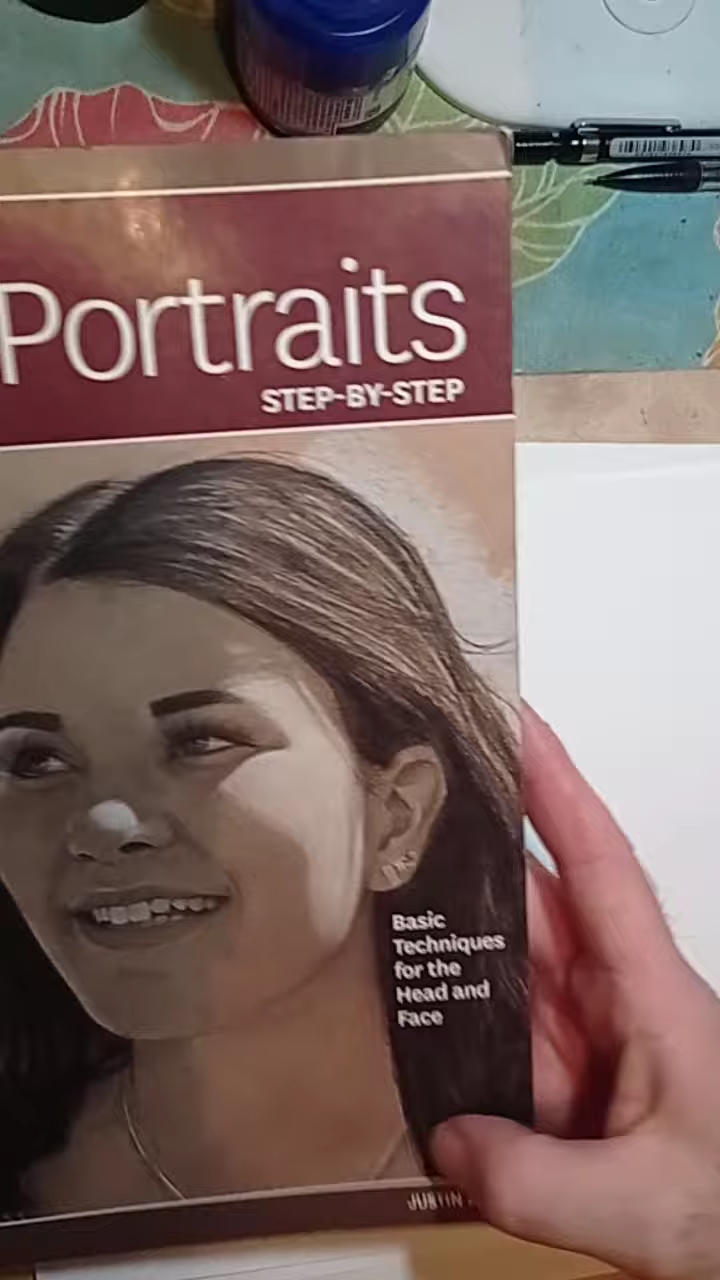 Portraits
STEP-BY-STEP
Basic
Techniques
for the
Head and
Face
JUSTIN